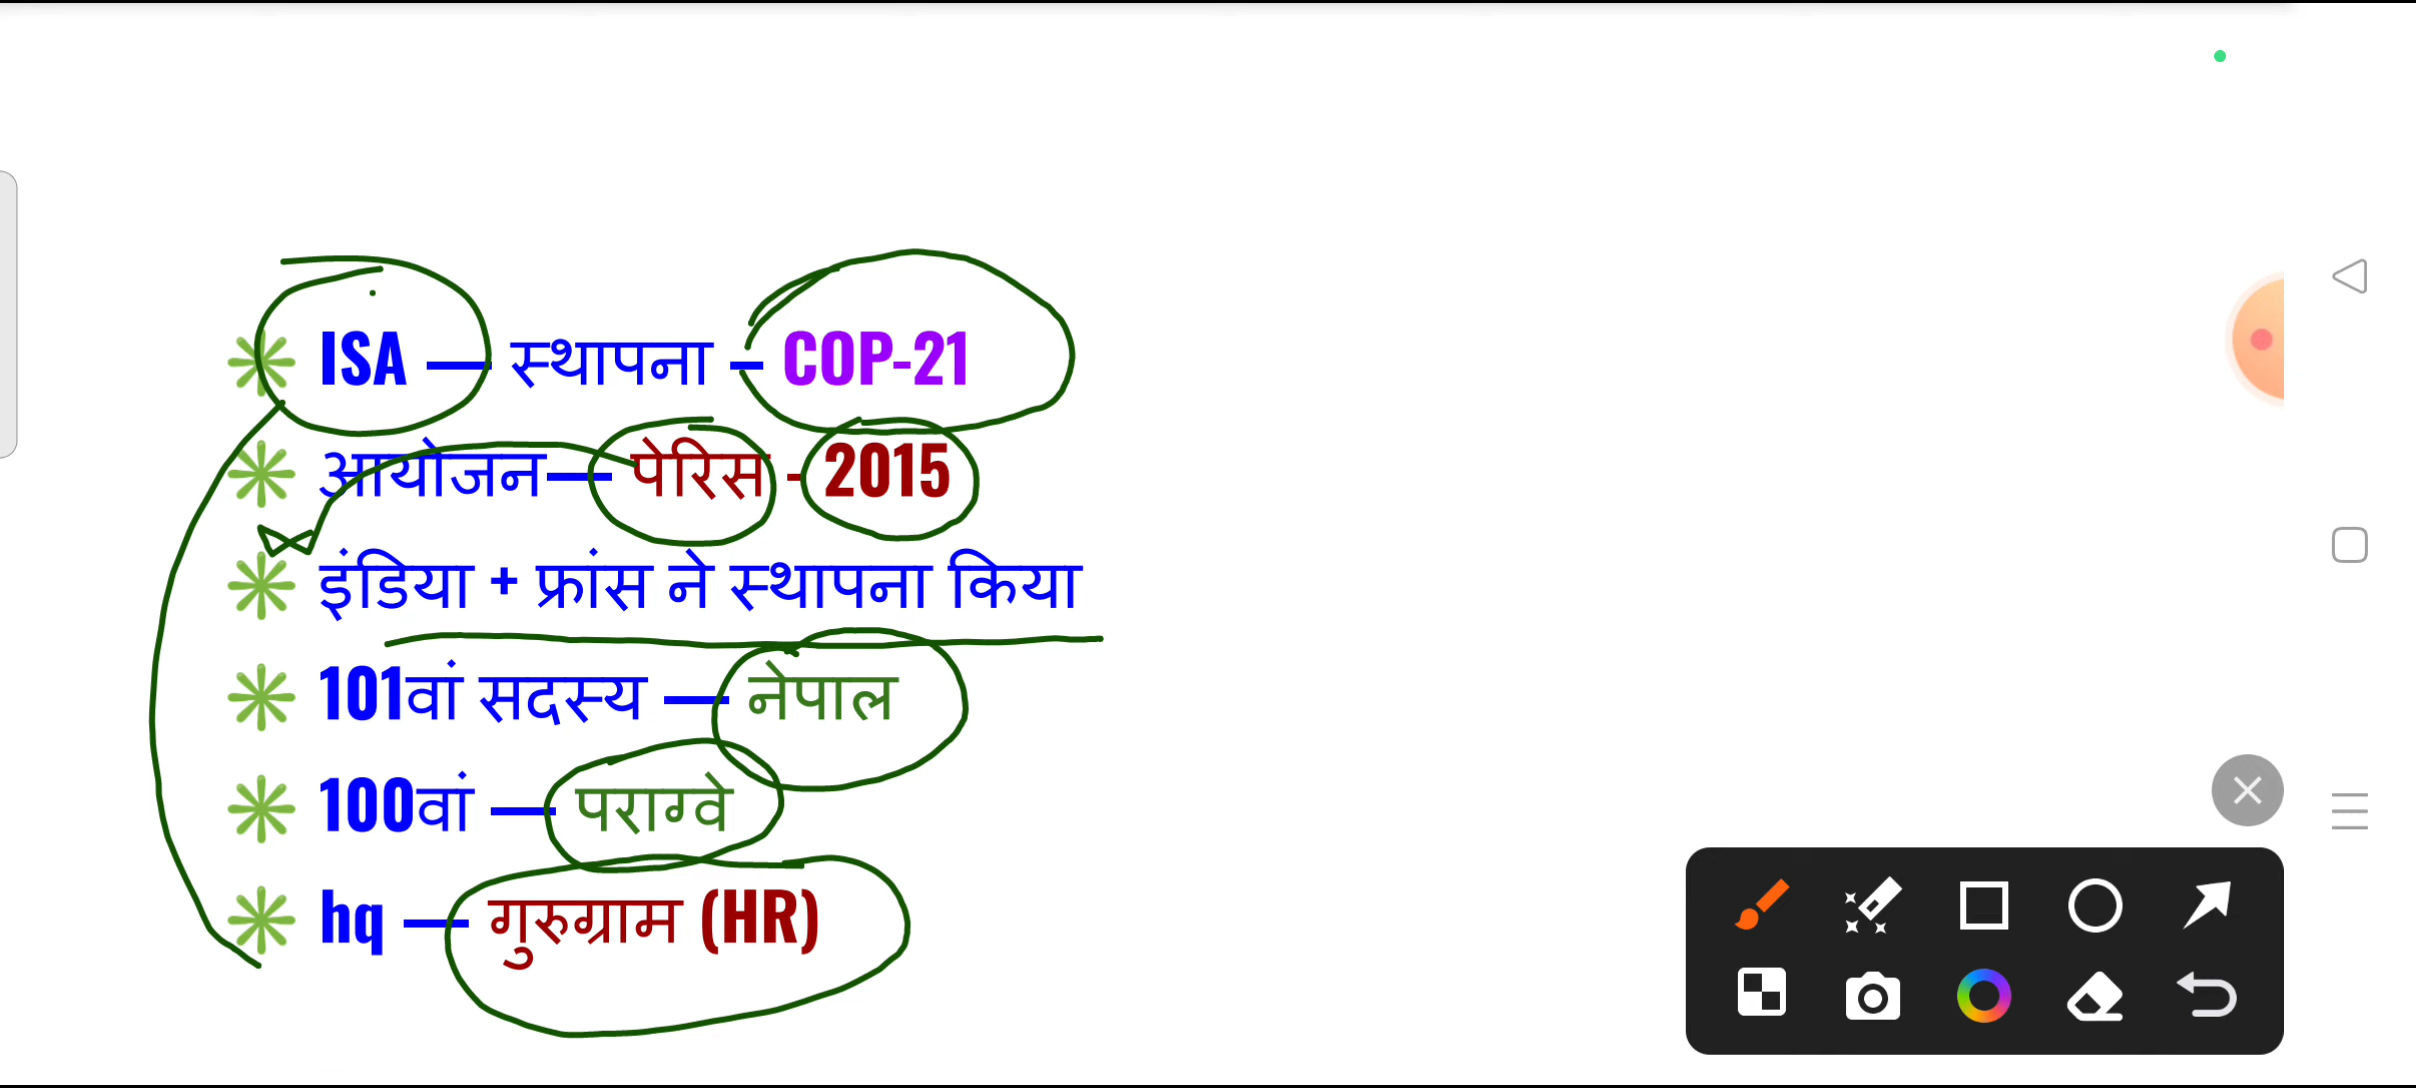 ISA — स्थापना – COP-21
आयोजन— पेरिस - 2015
इंडिया + फ्रांस ने स्थापना किया
101वां सदस्य — नेपाल
100वां — पराग्वे
hq — गुरुग्राम (HR)